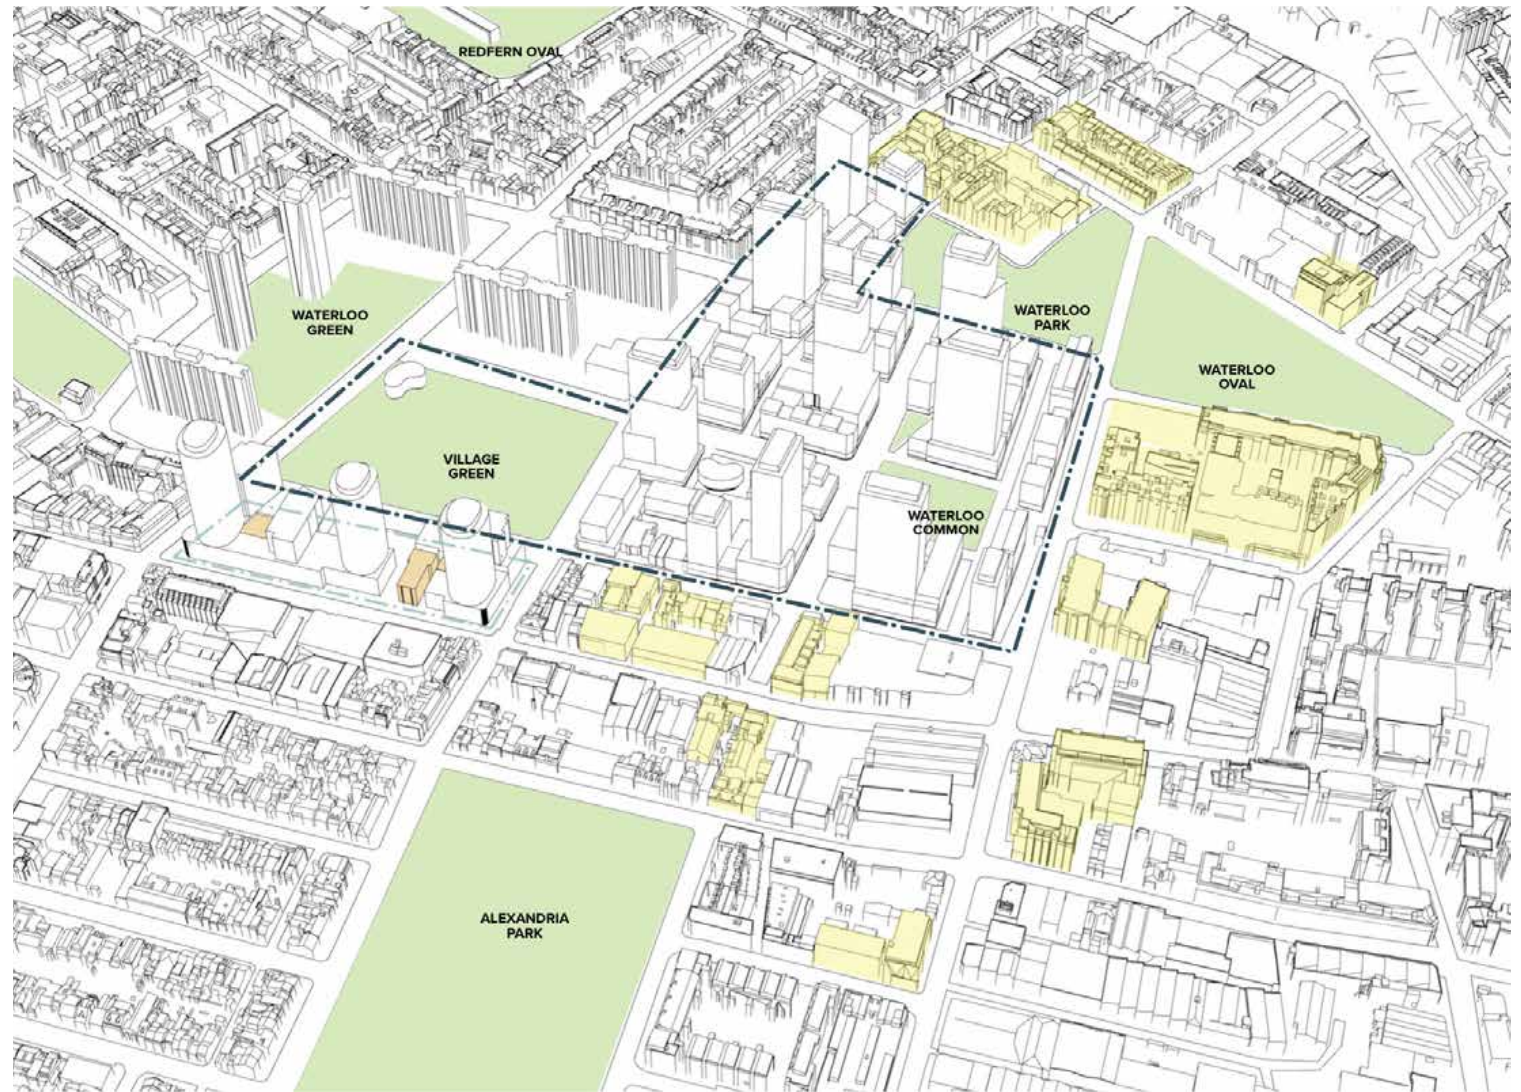 REDFERN OVAL
WATERLOO
GREEN
WATERLOO
PARK
WATERLOO
OVAL
VILLAGE
GREEN
WATERLOO
COMMON
ALEXANDRIA
PARK